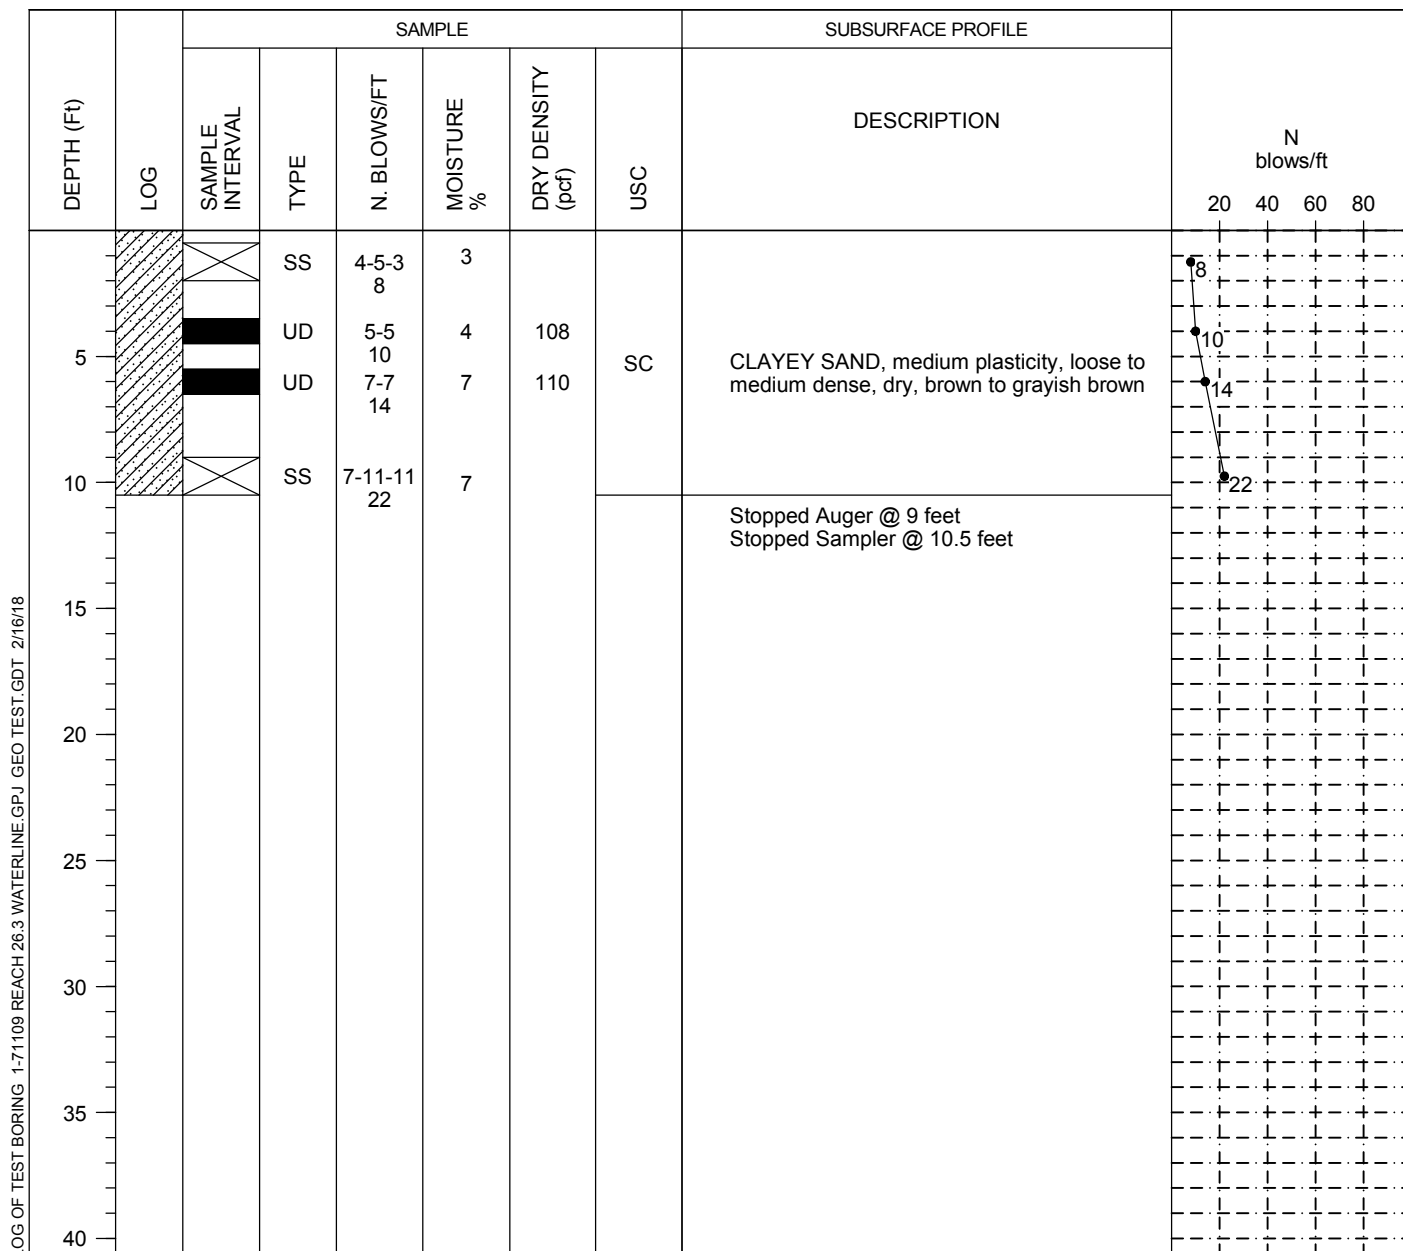 SAMPLE
SUBSURFACE PROFILE
DEPTH (Ft)
LOG
SAMPLE
INTERVAL
TYPE
N. BLOWS/FT
MOISTURE
%
DRY DENSITY
(pcf)
USC
DESCRIPTION
N
blows/ft
20 40 60 80
SS 4-5-3 3
8
8
UD 5-5 4 108
10
10
5
SC
CLAYEY SAND, medium plasticity, loose to
medium dense, dry, brown to grayish brown
UD 7-7 7 110
14
14
10
SS 7-11-11 7
22
22
Stopped Auger @ 9 feet
Stopped Sampler @ 10.5 feet
15
20
25
30
35
40
OG OF TEST BORING 1-71109 REACH 26.3 WATERLINE.GPJ GEO TEST.GDT 2/16/18